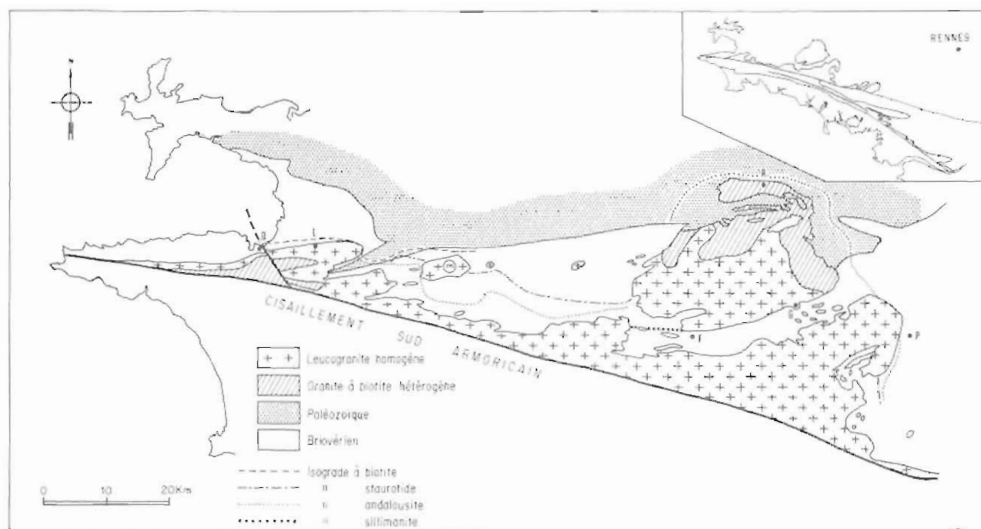 RENNES
N
CISAILLEMENT SUD ARMORICAIN
Leucogranite homogène
Granite à biotite hétérogène
Paléozoïque
Briovérien
Isograde à biotite
" staurotide
" andalousite
" sillimanite
0 10 20Km